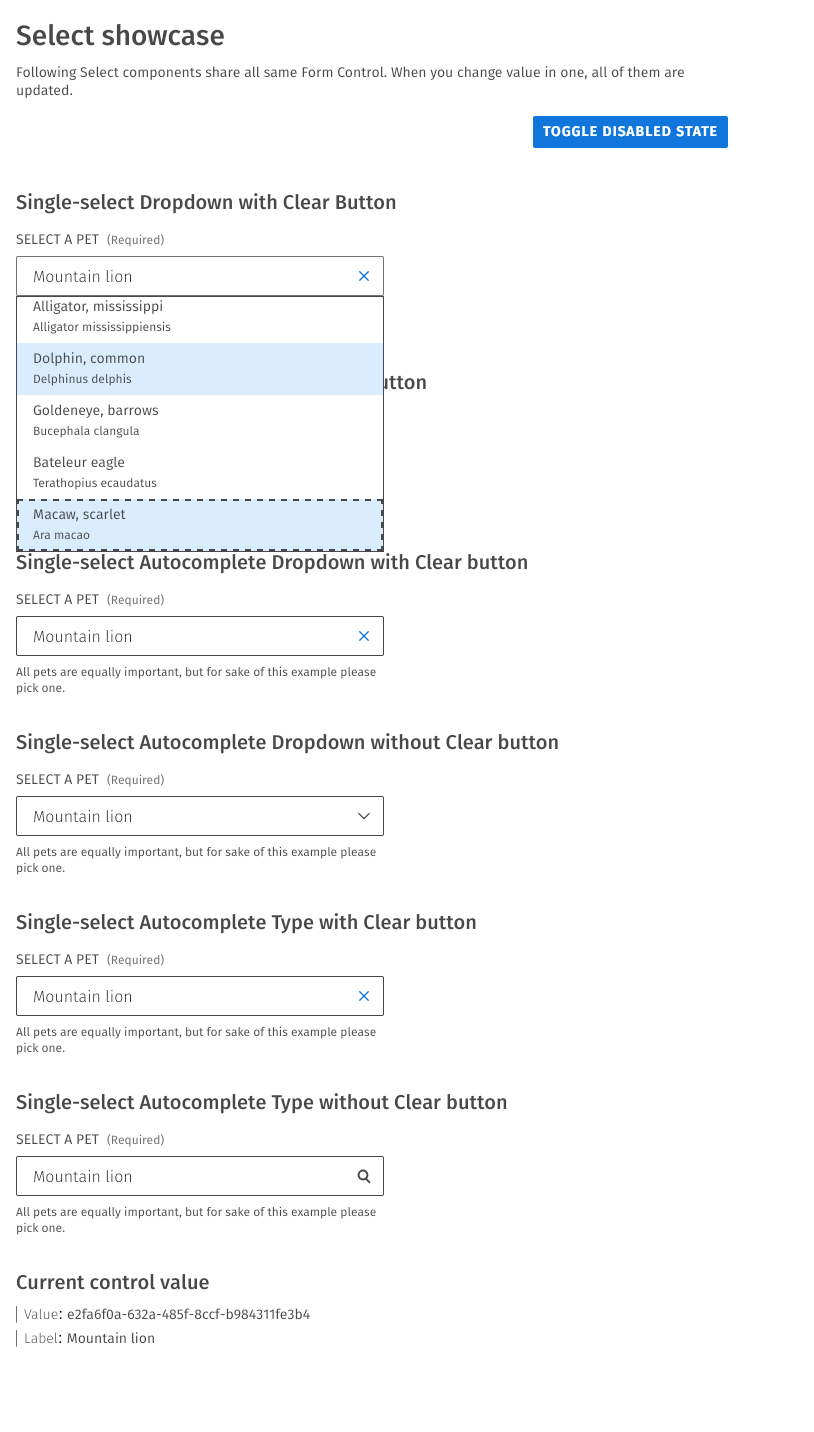 Select showcase
Following Select components share all same Form Control. When you change value in one, all of them are
updated.
TOGGLE DISABLED STATE
Single-select Dropdown with Clear Button
SELECT A PET (Required)
Mountain lion
Alligator, mississippi
Alligator mississippiensis
Dolphin, common
Delphinus delphis
utton
Goldeneye, barrows
Bucephala clangula
Bateleur eagle
Terathopius ecaudatus
Macaw, scarlet
Ara macao
Single-select Autocomplete Dropdown with Clear button
SELECT A PET (Required)
Mountain lion
All pets are equally important, but for sake of this example please
pick one.
Single-select Autocomplete Dropdown without Clear button
SELECT A PET (Required)
Mountain lion
All pets are equally important, but for sake of this example please
pick one.
Single-select Autocomplete Type with Clear button
SELECT A PET (Required)
Mountain lion
All pets are equally important, but for sake of this example please
pick one.
Single-select Autocomplete Type without Clear button
SELECT A PET (Required)
Mountain lion
All pets are equally important, but for sake of this example please
pick one.
Current control value
Value: e2fa6f0a-632a-485f-8ccf-b984311fe3b4
Label: Mountain lion